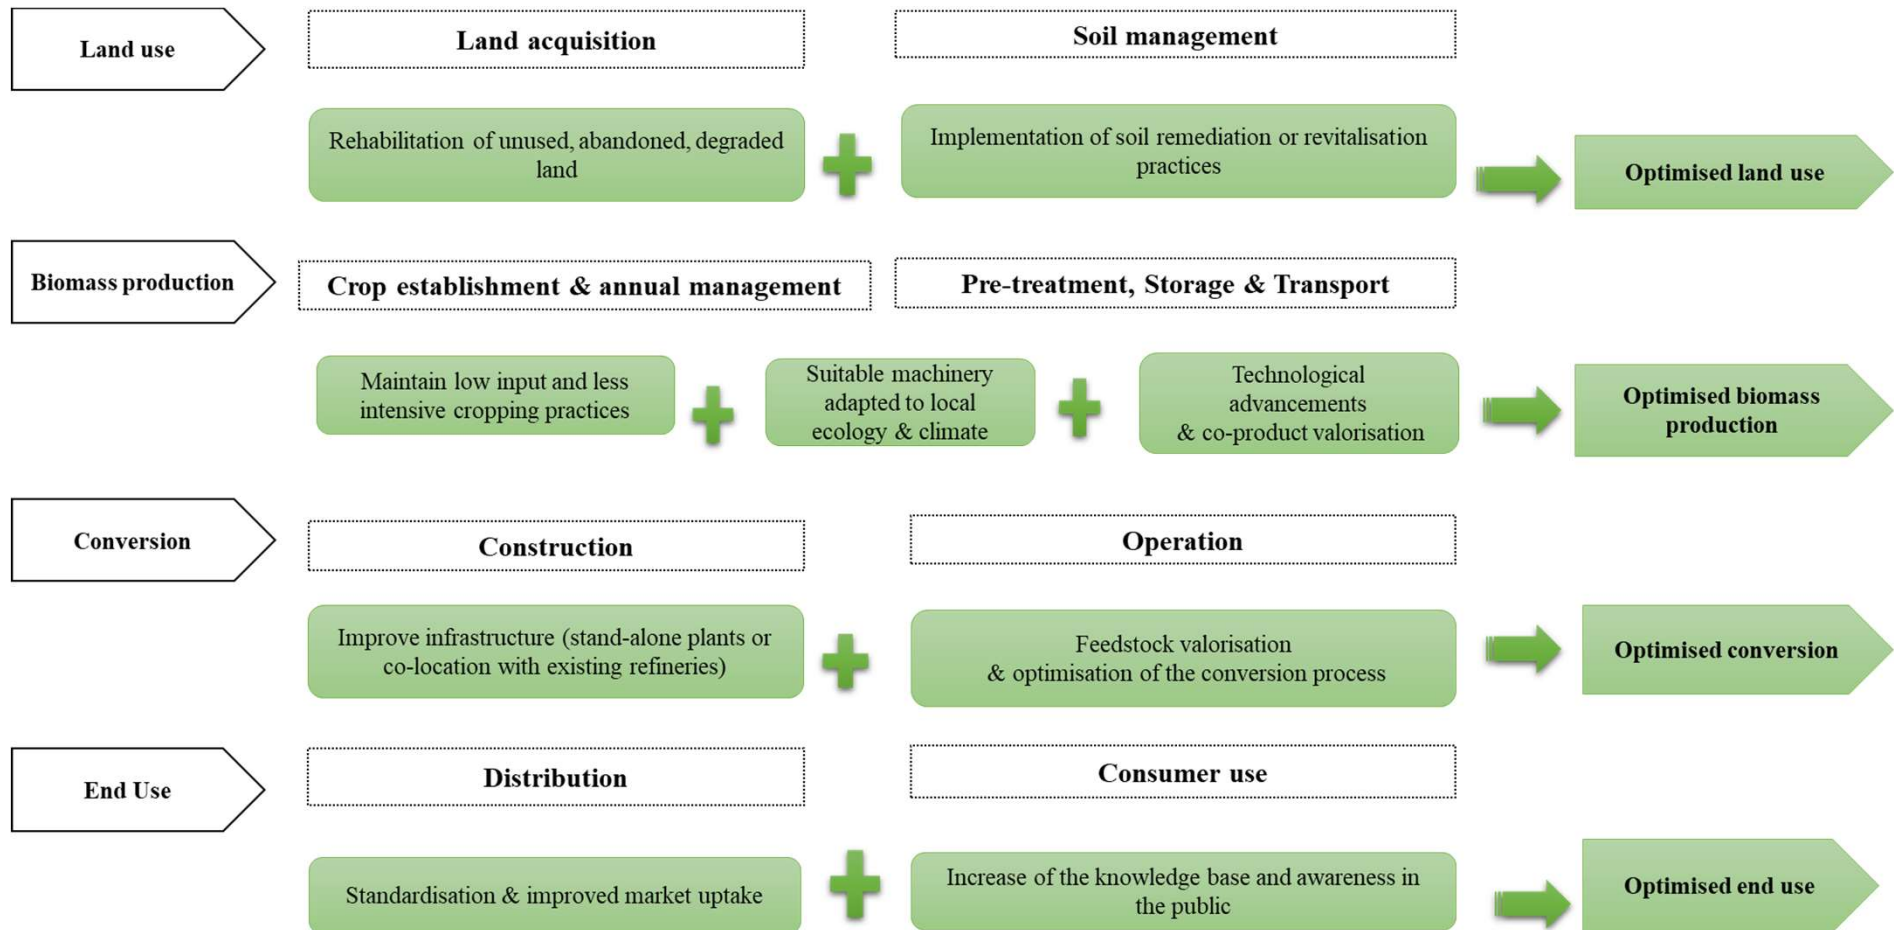 Land use
Land acquisition
Soil management
Rehabilitation of unused, abandoned, degraded
land
Implementation of soil remediation or revitalisation
practices
Optimised land use
Biomass production
Crop establishment & annual management
Pre-treatment, Storage & Transport
Maintain low input and less
intensive cropping practices
Suitable machinery
adapted to local
ecology & climate
Technological
advancements
& co-product valorisation
Optimised biomass
production
Conversion
Construction
Operation
Improve infrastructure (stand-alone plants or
co-location with existing refineries)
Feedstock valorisation
& optimisation of the conversion process
Optimised conversion
End Use
Distribution
Consumer use
Standardisation & improved market uptake
Increase of the knowledge base and awareness in
the public
Optimised end use